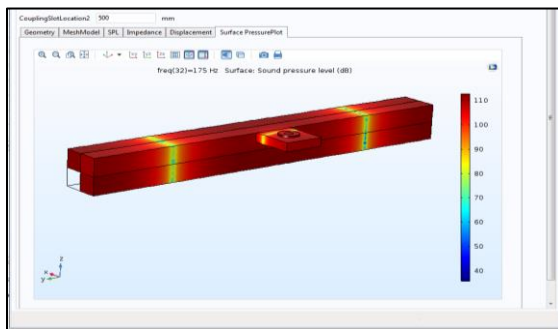 CouplingSlotLocation2 500 mm
Geometry MeshModel SPL Impedance Displacement Surface PressurePlot
freq(32)=175 Hz Surface: Sound pressure level (dB)
110
100
90
80
70
60
50
40
z
x
y